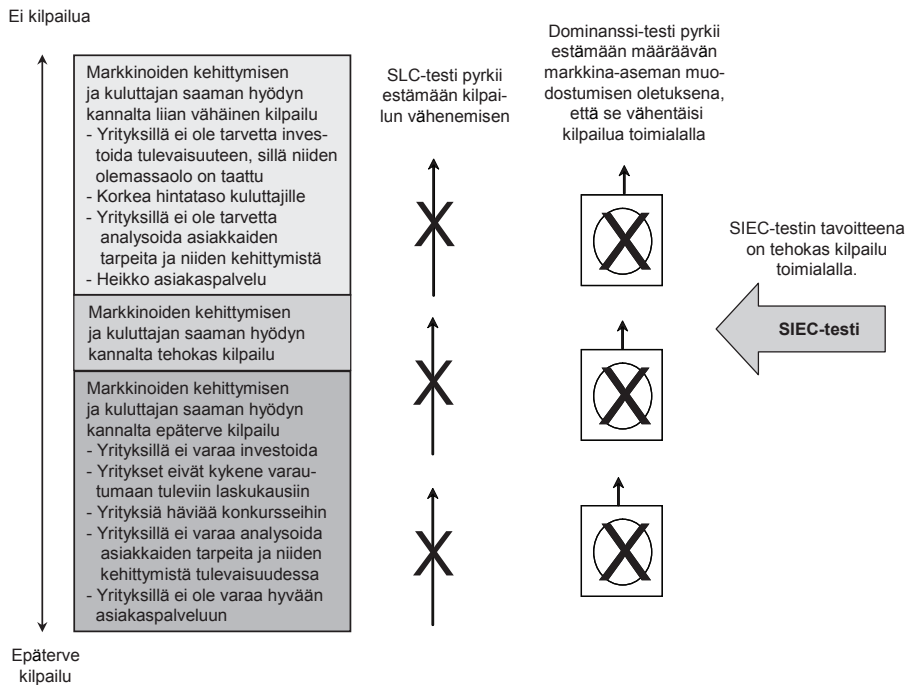 Ei kilpailua
Markkinoiden kehittymisen
ja kuluttajan saaman hyödyn
kannalta liian vähäinen kilpailu
- Yrityksillä ei ole tarvetta inves-
toida tulevaisuuteen, sillä niiden
olemassaolo on taattu
- Korkea hintataso kuluttajille
- Yrityksillä ei ole tarvetta
analysoida asiakkaiden
tarpeita ja niiden kehittymistä
- Heikko asiakaspalvelu
Markkinoiden kehittymisen
ja kuluttajan saaman hyödyn
kannalta tehokas kilpailu
Markkinoiden kehittymisen
ja kuluttajan saaman hyödyn
kannalta epäterve kilpailu
- Yrityksillä ei varaa investoida
- Yritykset eivät kykene varau-
tumaan tuleviin laskukausiin
- Yrityksiä häviää konkursseihin
- Yrityksillä ei varaa analysoida
asiakkaiden tarpeita ja niiden
kehittymistä tulevaisuudessa
- Yrityksillä ei ole varaa hyvään
asiakaspalveluun
Epäterve
kilpailu
SLC-testi pyrkii
estämään kilpai-
lun vähenemisen
Dominanssi-testi pyrkii
estämään määräävän
markkina-aseman muo-
dostumisen oletuksena,
että se vähentäisi
kilpailua toimialalla
SIEC-testin tavoitteena
on tehokas kilpailu
toimialalla.
SIEC-testi